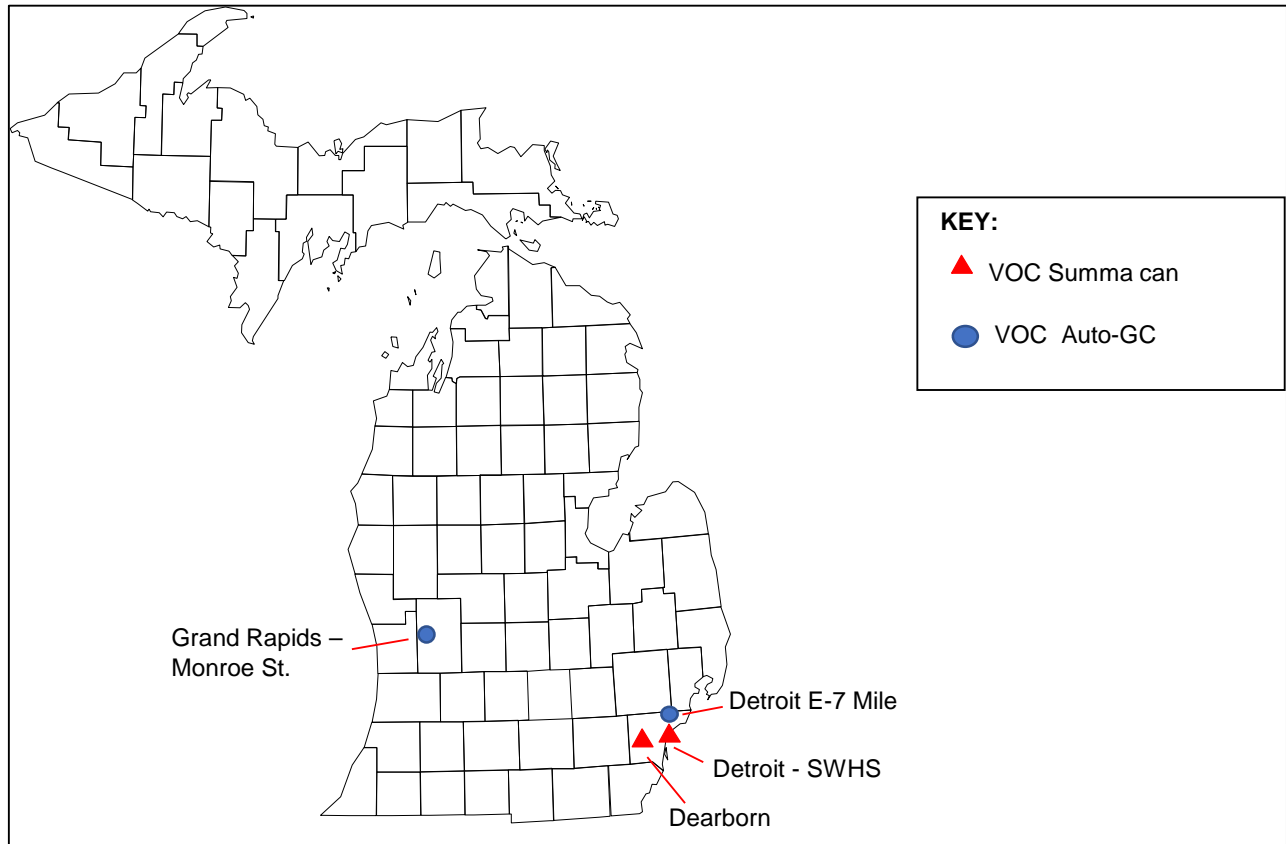 KEY:
VOC Summa can
VOC Auto-GC
Grand Rapids –
Monroe St.
Detroit E-7 Mile
Detroit - SWHS
Dearborn